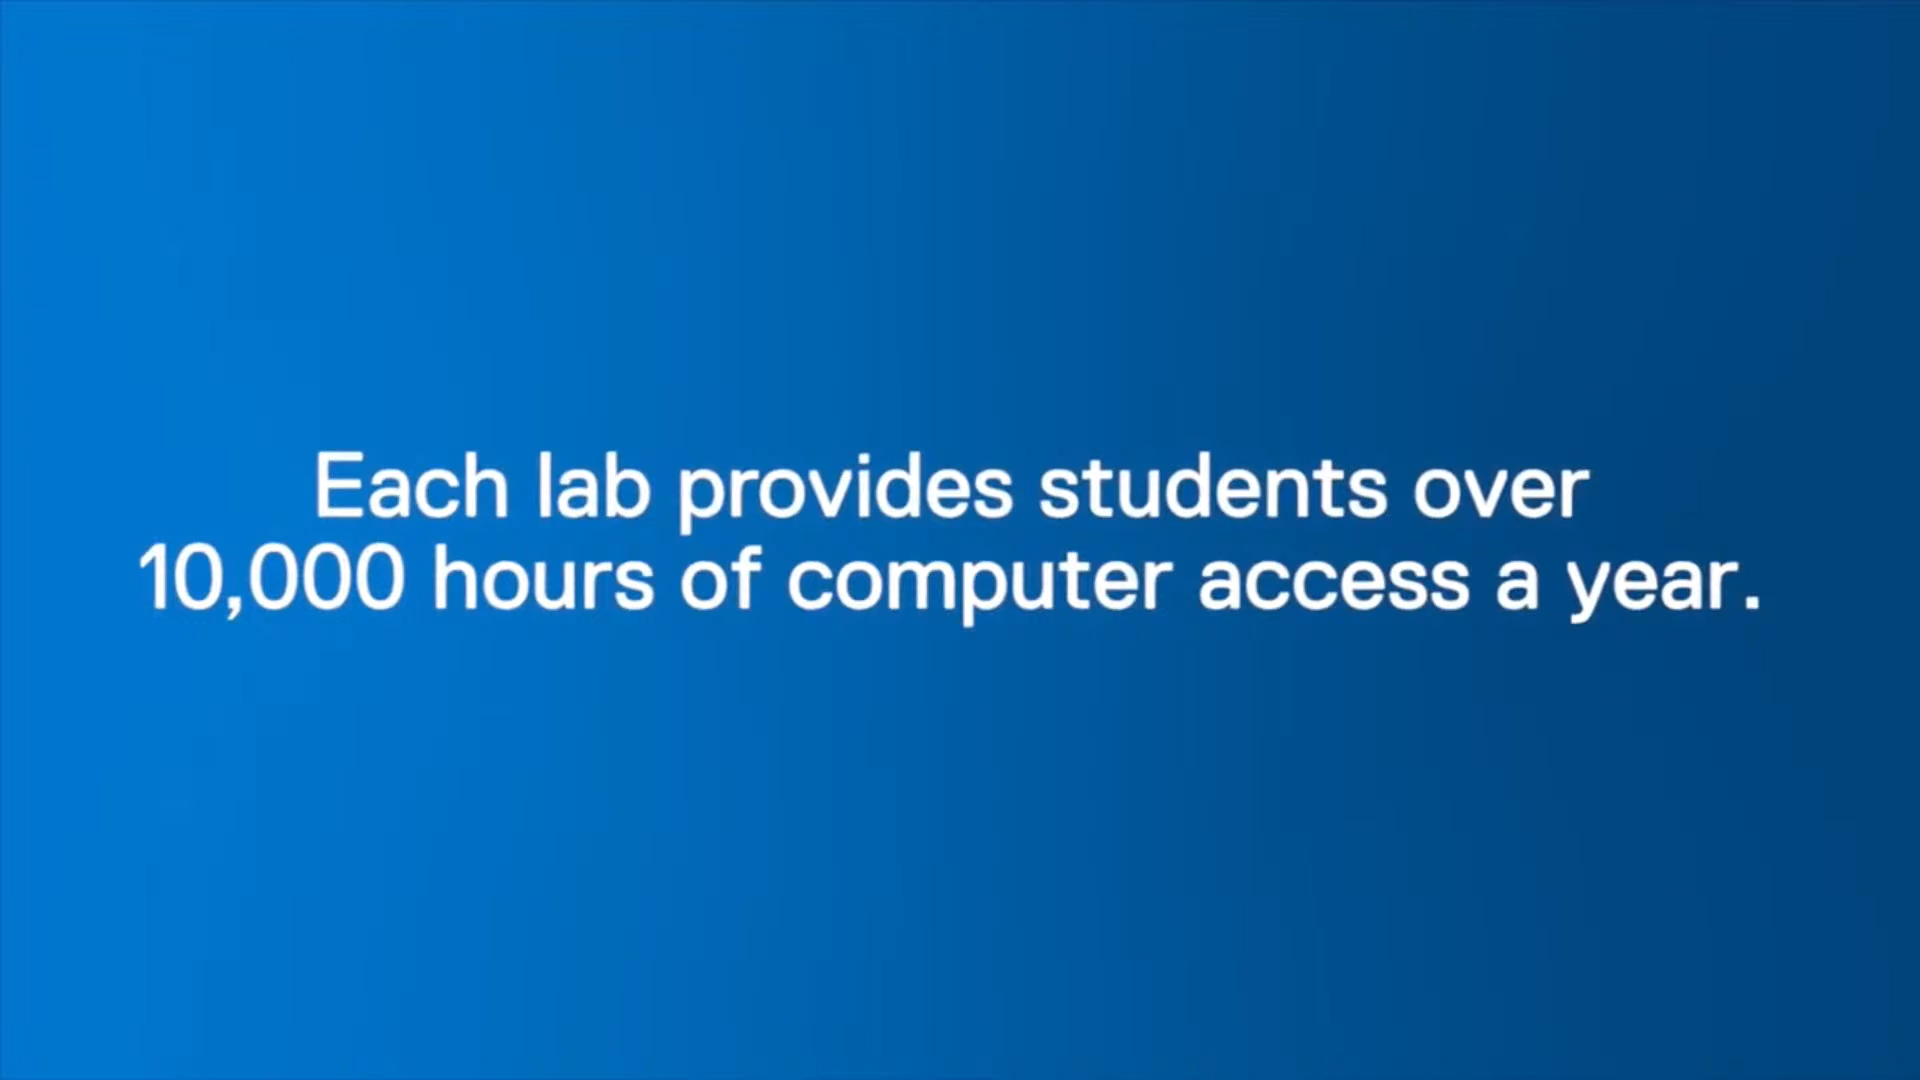 Each lab provides students over
10,000 hours of computer access a year.